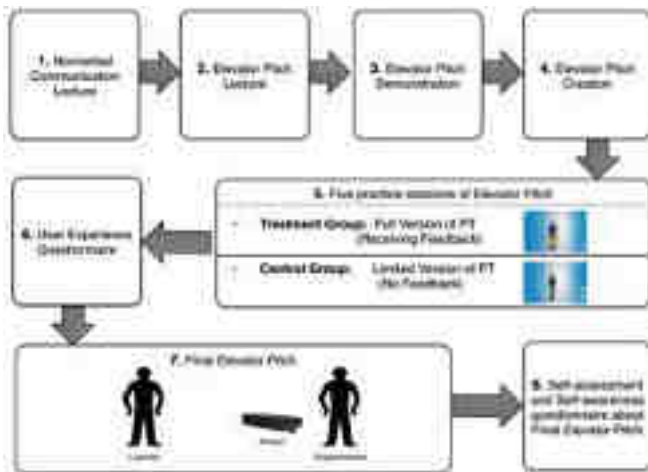 1. Nonverbal
Communication
Lecture
2. Elevator Pitch
Lecture
3. Elevator Pitch
Demonstration
4. Elevator Pitch
Creation
5. Five practice sessions of Elevator Pitch
- Treatment Group: Full Version of PT
(Receiving Feedback)
- Control Group: Limited Version of PT
(No Feedback)
6. User Experience
Questionnaire
7. Final Elevator Pitch
Learner
Kinect
Experimenter
8. Self-assessment
and Self-awareness
questionnaire about
Final Elevator Pitch